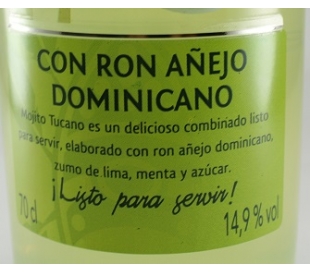 CON RON AÑEJO
DOMINICANO
Mojito Tucano es un delicioso combinado listo
para servir, elaborado con ron añejo dominicano,
zumo de lima, menta y azúcar.
¡Listo para servir!
70 cl
14,9 % vol